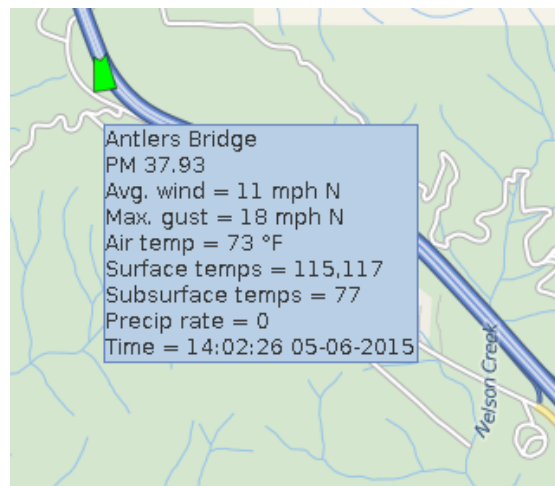 Antlers Bridge
PM 37.93
Avg. wind = 11 mph N
Max. gust = 18 mph N
Air temp = 73 °F
Surface temps = 115,117
Subsurface temps = 77
Precip rate = 0
Time = 14:02:26 05-06-2015
Nelson Creek